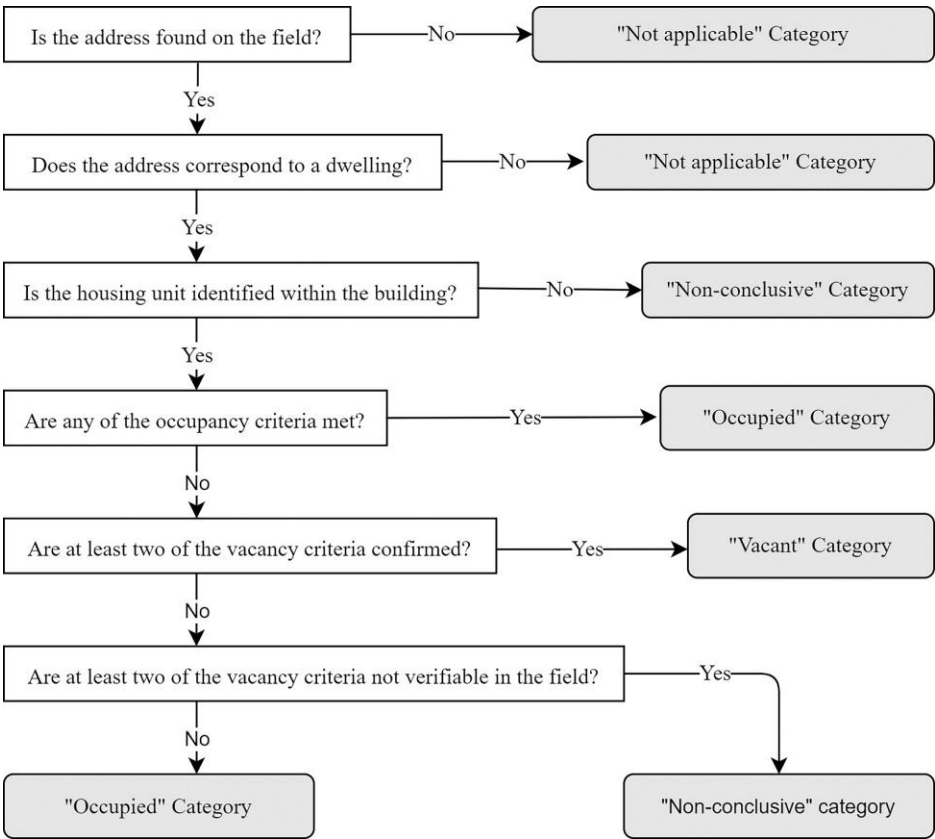 Is the address found on the field?
No
"Not applicable" Category
Yes
Does the address correspond to a dwelling?
No
"Not applicable" Category
Yes
Is the housing unit identified within the building?
No
"Non-conclusive" Category
Yes
Are any of the occupancy criteria met?
Yes
"Occupied" Category
No
Are at least two of the vacancy criteria confirmed?
Yes
"Vacant" Category
No
Are at least two of the vacancy criteria not verifiable in the field?
Yes
No
"Occupied" Category
"Non-conclusive" category